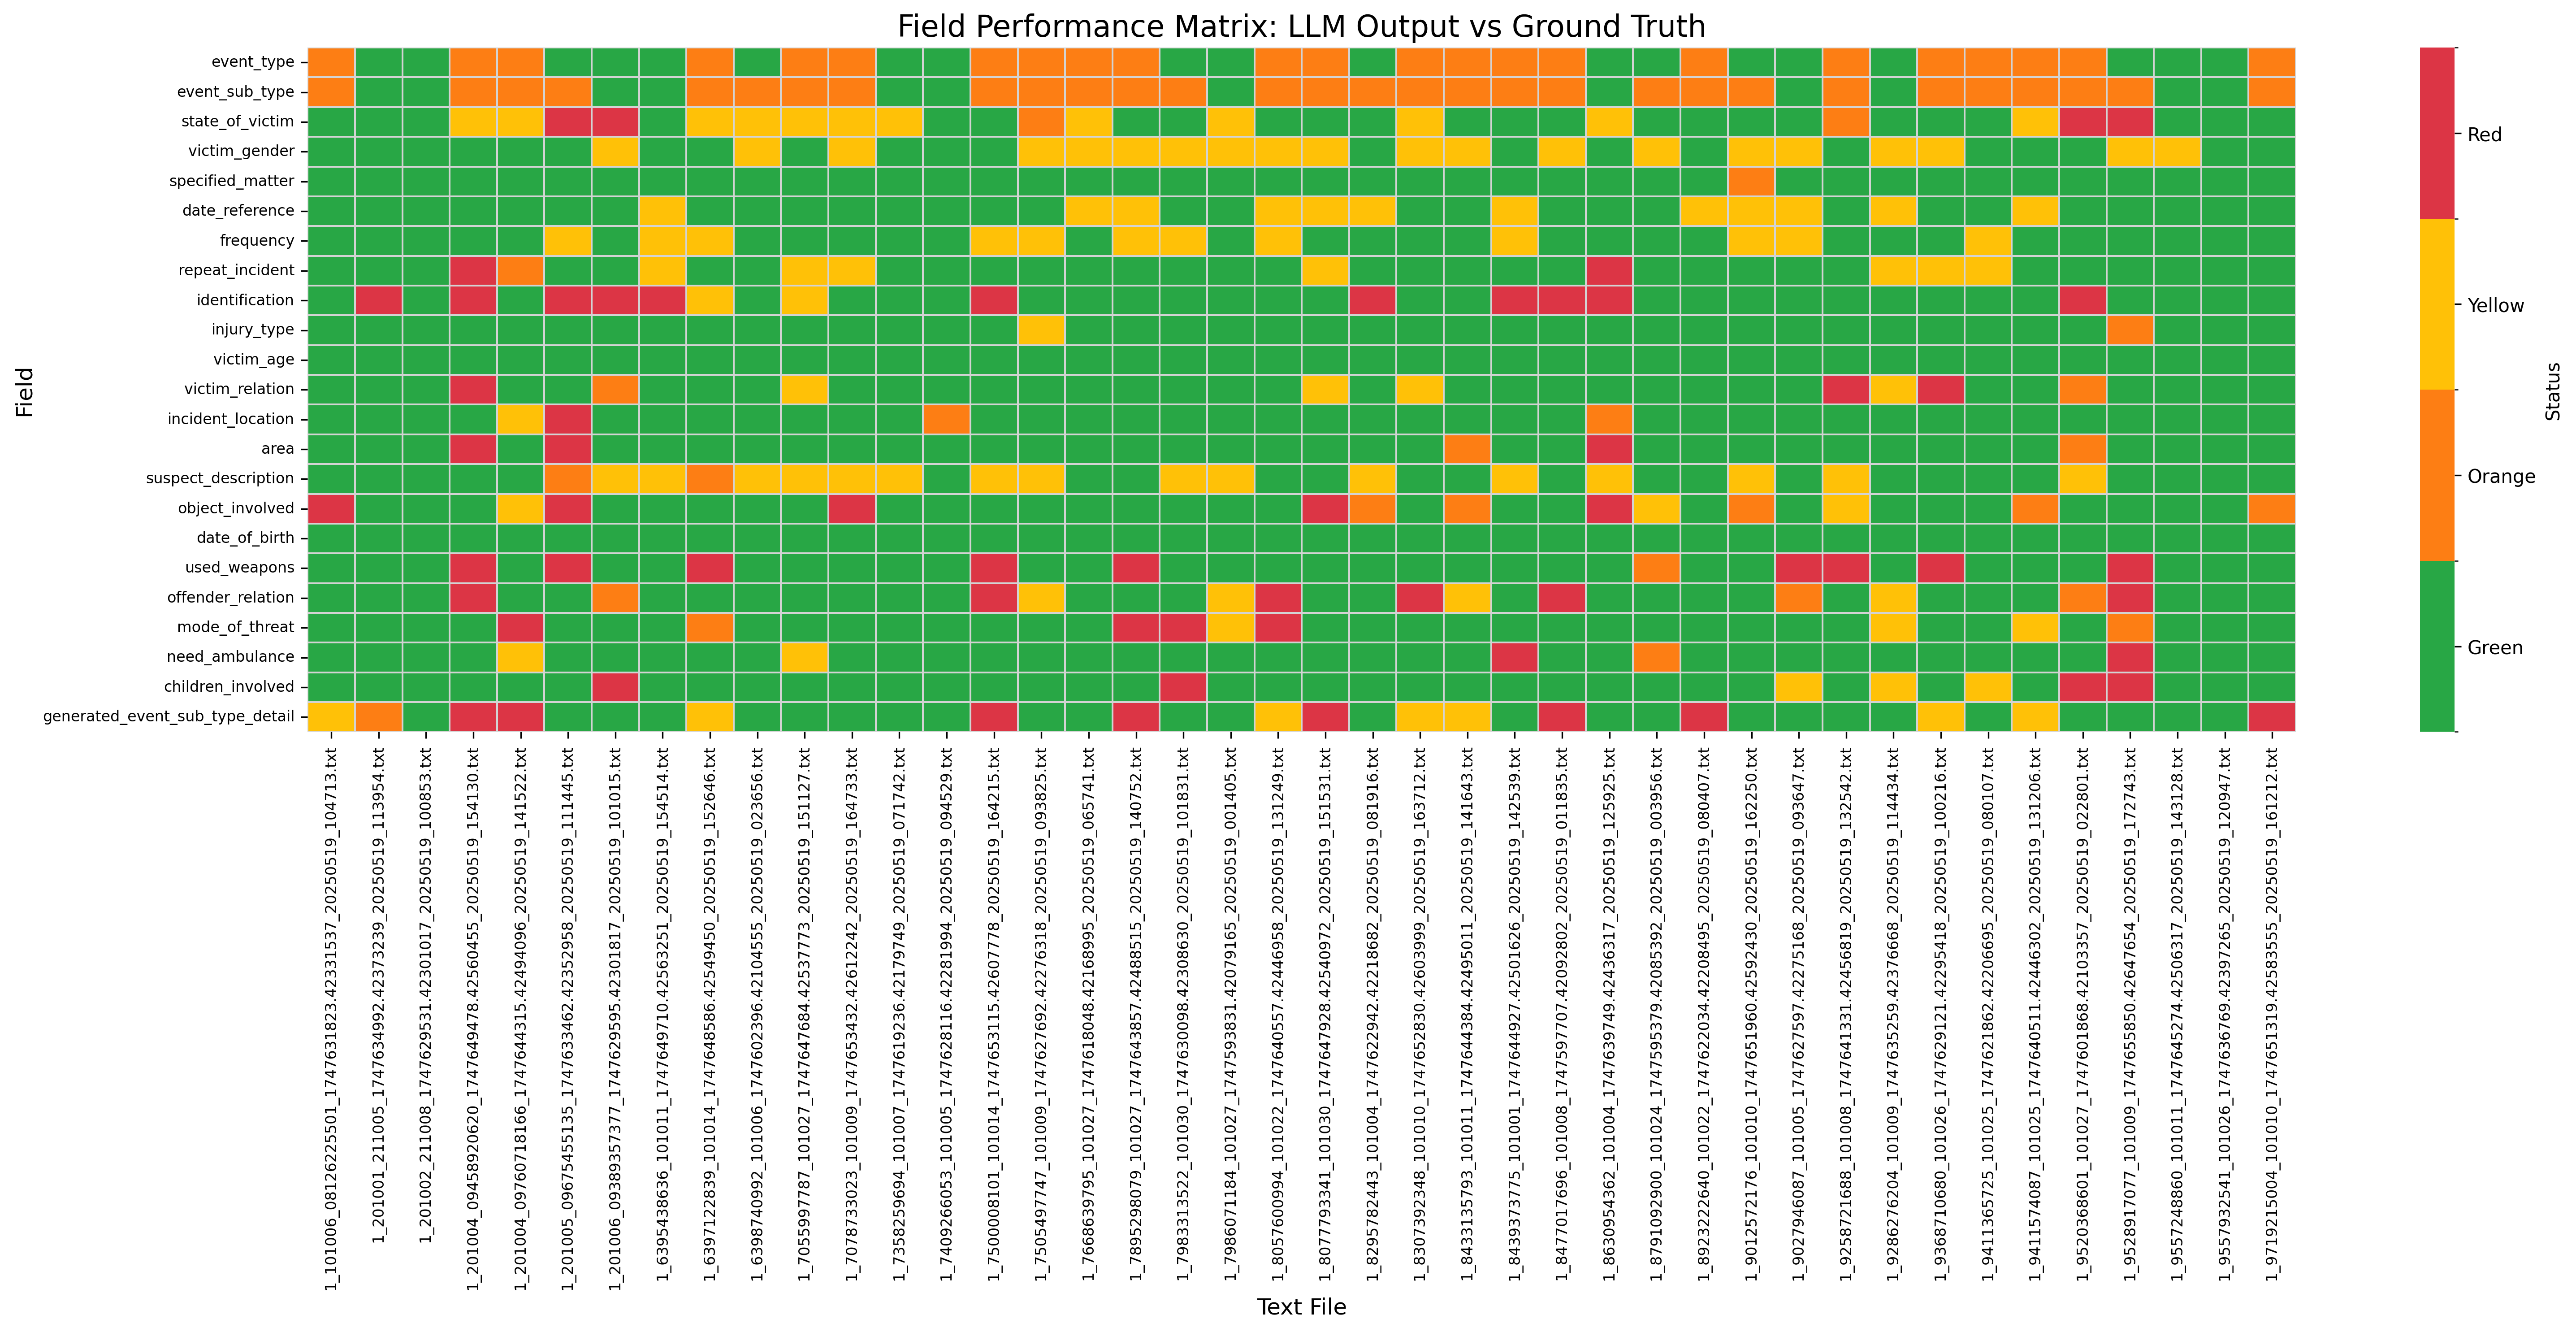 Field Performance Matrix: LLM Output vs Ground Truth
event_type
event_sub_type
state_of_victim
victim_gender
specified_matter
date_reference
frequency
repeat_incident
identification
injury_type
victim_age
victim_relation
incident_location
area
suspect_description
object_involved
date_of_birth
used_weapons
offender_relation
mode_of_threat
need_ambulance
children_involved
generated_event_sub_type_detail
Field
1_101006_08126225501_1747631823.42331537_20250519_104713.txt
1_201001_211005_1747634992.42373239_20250519_113954.txt
1_201002_211008_1747629531.42301017_20250519_100853.txt
1_201004_09458920620_1747649478.42560455_20250519_154130.txt
1_201004_09760718166_1747644315.42494096_20250519_141522.txt
1_201005_09675455135_1747633462.42352958_20250519_111445.txt
1_201006_09389357377_1747629595.42301817_20250519_101015.txt
1_6395438636_101011_1747649710.42563251_20250519_154514.txt
1_6397122839_101014_1747648586.42549450_20250519_152646.txt
1_6398740992_101006_1747602396.42104555_20250519_023656.txt
1_7055997787_101027_1747647684.42537773_20250519_151127.txt
1_7078733023_101009_1747653432.42612242_20250519_164733.txt
1_7358259694_101007_1747619236.42179749_20250519_071742.txt
1_7409266053_101005_1747628116.42281994_20250519_094529.txt
1_7500008101_101014_1747653115.42607778_20250519_164215.txt
1_7505497747_101009_1747627692.42276318_20250519_093825.txt
1_7668639795_101027_1747618048.42168995_20250519_065741.txt
1_7895298079_101027_1747643857.42488515_20250519_140752.txt
1_7983313522_101030_1747630098.42308630_20250519_101831.txt
1_7986071184_101027_1747593831.42079165_20250519_001405.txt
1_8057600994_101022_1747640557.42446958_20250519_131249.txt
1_8077793341_101030_1747647928.42540972_20250519_151531.txt
1_8295782443_101004_1747622942.42218682_20250519_081916.txt
1_8307392348_101010_1747652830.42603999_20250519_163712.txt
1_8433135793_101011_1747644384.42495011_20250519_141643.txt
1_8439373775_101001_1747644927.42501626_20250519_142539.txt
1_8477017696_101008_1747597707.42092802_20250519_011835.txt
1_8630954362_101004_1747639749.42436317_20250519_125925.txt
1_8791092900_101024_1747595379.42085392_20250519_003956.txt
1_8923222640_101022_1747622034.42208495_20250519_080407.txt
1_9012572176_101010_1747651960.42592430_20250519_162250.txt
1_9027946087_101005_1747627597.42275168_20250519_093647.txt
1_9258721688_101008_1747641331.42456819_20250519_132542.txt
1_9286276204_101009_1747635259.42376668_20250519_114434.txt
1_9368710680_101026_1747629121.42295418_20250519_100216.txt
1_9411365725_101025_1747621862.42206695_20250519_080107.txt
1_9411574087_101025_1747640511.42446302_20250519_131206.txt
1_9520368601_101027_1747601868.42103357_20250519_022801.txt
1_9528917077_101009_1747655850.42647654_20250519_172743.txt
1_9557248860_101011_1747645274.42506317_20250519_143128.txt
1_9557932541_101026_1747636769.42397265_20250519_120947.txt
1_9719215004_101010_1747651319.42583555_20250519_161212.txt
Text File
Red
Yellow
Orange
Green
Status